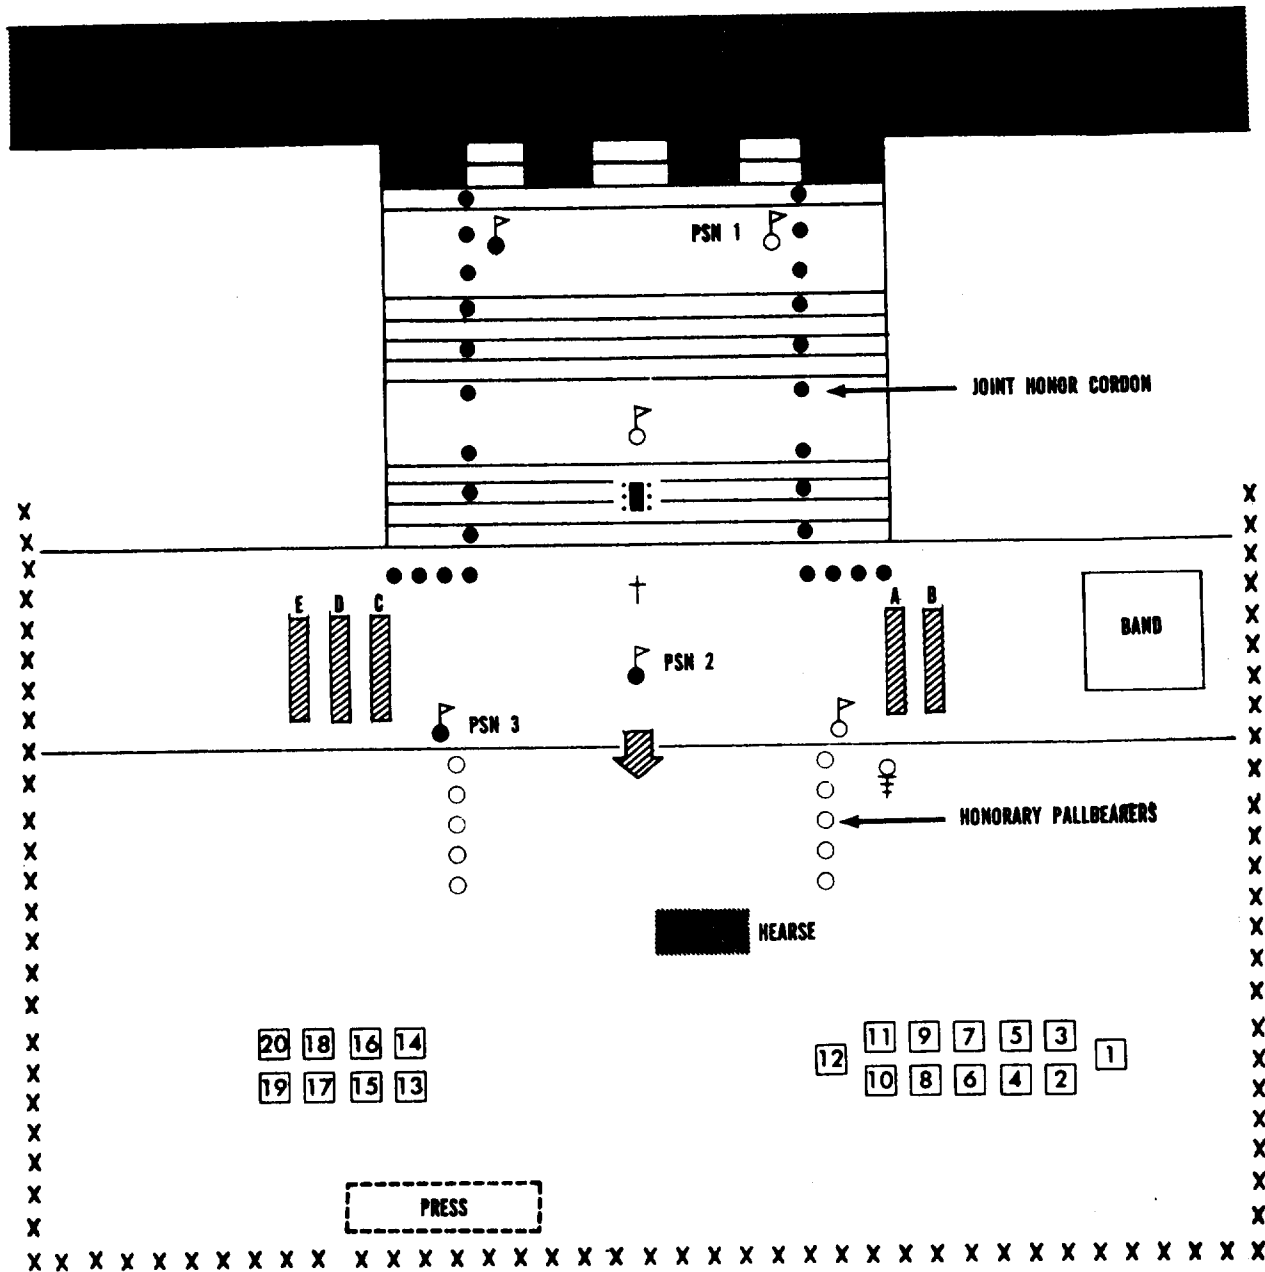 PSN 1
JOINT HONOR CORDON
E D C
A B
BAND
PSN 2
PSN 3
HONORARY PALLBEARERS
HEARSE
20 18 16 14
11 9 7 5 3
12
1
19 17 15 13
10 8 6 4 2
PRESS